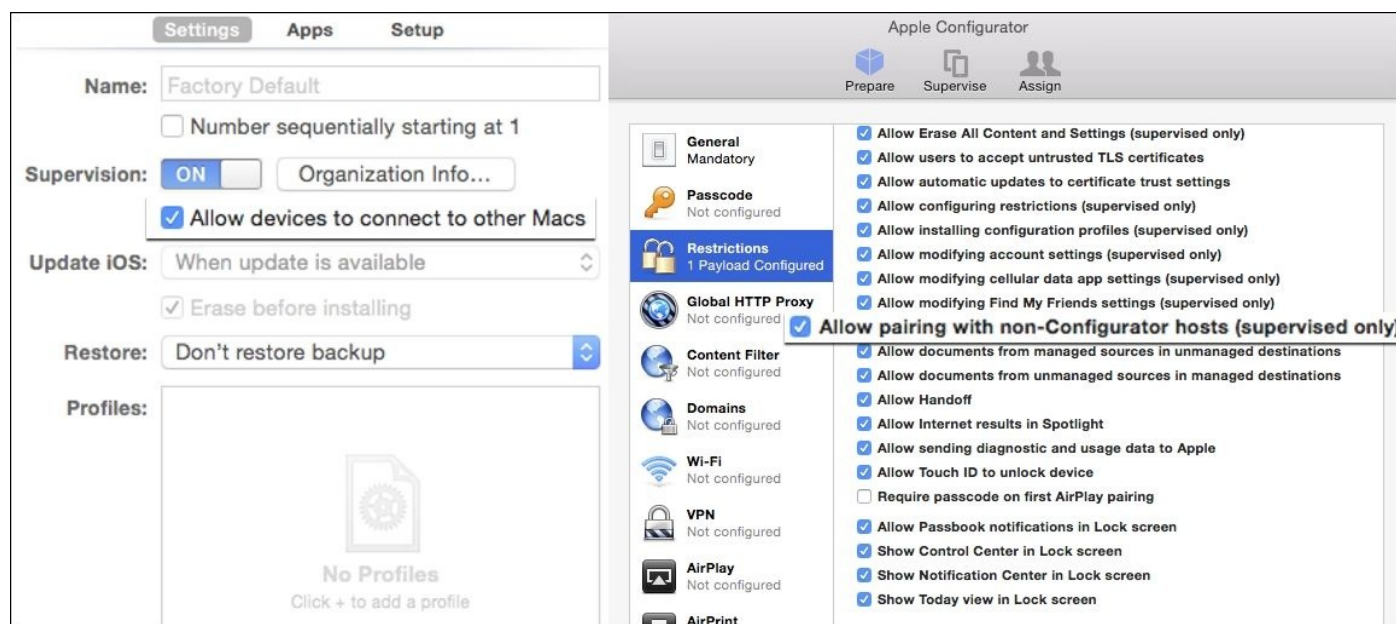 Settings Apps Setup
Name: Factory Default
Number sequentially starting at 1
Supervision: ON Organization Info...
Allow devices to connect to other Macs
Update iOS: When update is available
Erase before installing
Restore: Don't restore backup
Profiles:
No Profiles
Click + to add a profile
Apple Configurator
Prepare Supervise Assign
General
Mandatory
Passcode
Not configured
Restrictions
1 Payload Configured
Global HTTP Proxy
Not configured
Content Filter
Not configured
Domains
Not configured
Wi-Fi
Not configured
VPN
Not configured
AirPlay
Not configured
AirPrint
Allow Erase All Content and Settings (supervised only)
Allow users to accept untrusted TLS certificates
Allow automatic updates to certificate trust settings
Allow configuring restrictions (supervised only)
Allow installing configuration profiles (supervised only)
Allow modifying account settings (supervised only)
Allow modifying cellular data app settings (supervised only)
Allow modifying Find My Friends settings (supervised only)
Allow pairing with non-Configurator hosts (supervised only)
Allow documents from managed sources in unmanaged destinations
Allow documents from unmanaged sources in managed destinations
Allow Handoff
Allow Internet results in Spotlight
Allow sending diagnostic and usage data to Apple
Allow Touch ID to unlock device
Require passcode on first AirPlay pairing
Allow Passbook notifications in Lock screen
Show Control Center in Lock screen
Show Notification Center in Lock screen
Show Today view in Lock screen